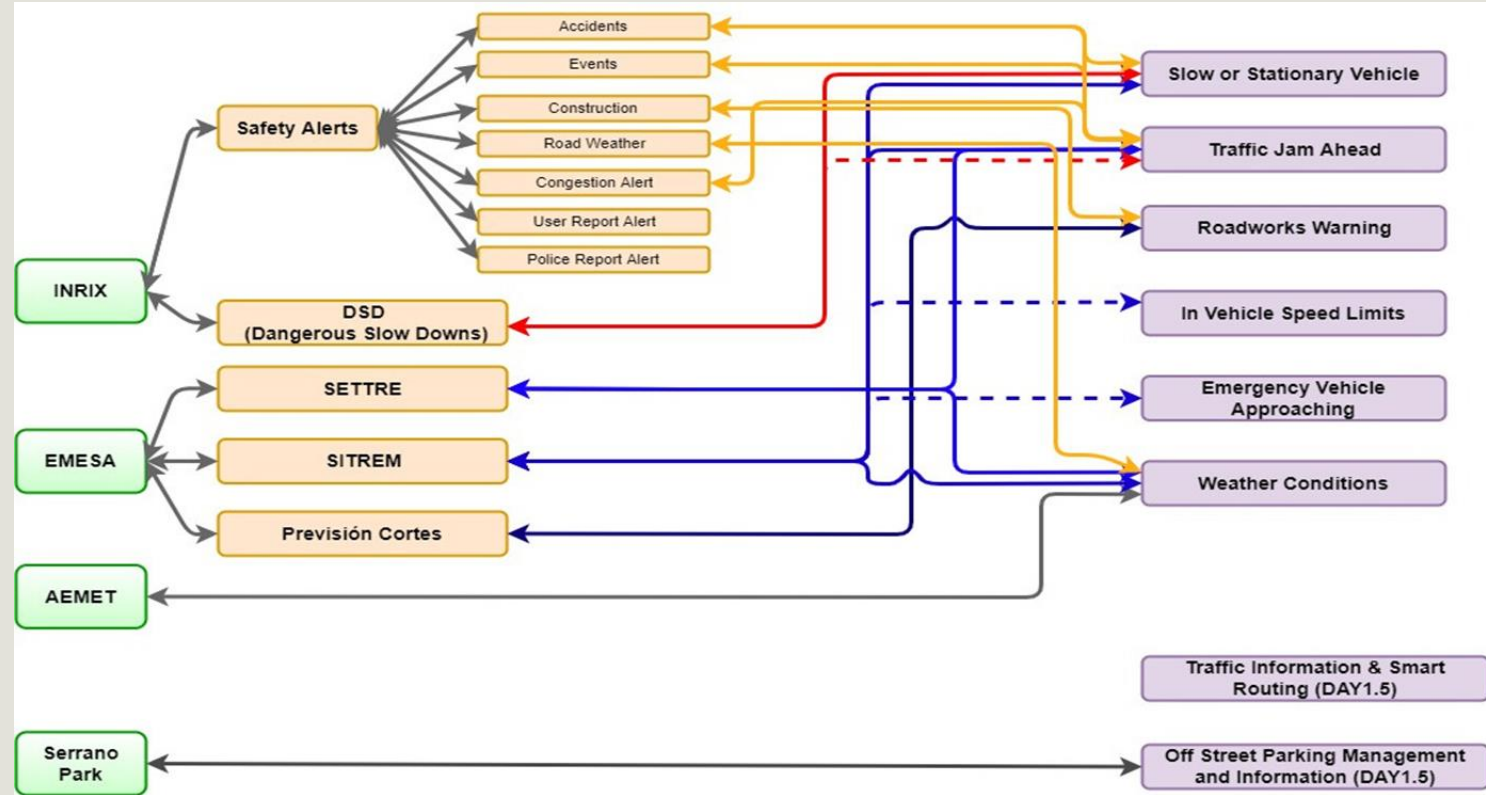 Accidents
Events
Construction
Road Weather
Congestion Alert
User Report Alert
Police Report Alert
Safety Alerts
INRIX
DSD
(Dangerous Slow Downs)
SETTRE
EMESA
SITREM
Previsión Cortes
AEMET
Serrano
Park
Slow or Stationary Vehicle
Traffic Jam Ahead
Roadworks Warning
In Vehicle Speed Limits
Emergency Vehicle
Approaching
Weather Conditions
Traffic Information & Smart
Routing (DAY1.5)
Off Street Parking Management
and Information (DAY1.5)